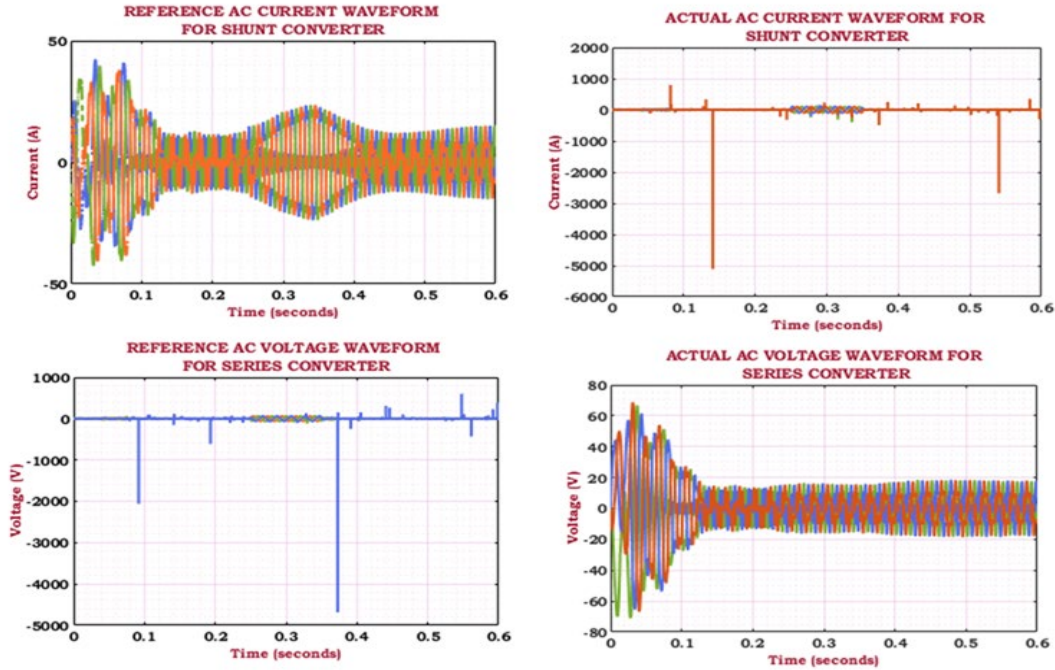 REFERENCE AC CURRENT WAVEFORM
FOR SHUNT CONVERTER
50
0
-50
Current (A)
0 0.1 0.2 0.3 0.4 0.5 0.6
Time (seconds)
ACTUAL AC CURRENT WAVEFORM FOR
SHUNT CONVERTER
2000
1000
0
-1000
-2000
-3000
-4000
-5000
-6000
Current (A)
0 0.1 0.2 0.3 0.4 0.5 0.6
Time (seconds)
REFERENCE AC VOLTAGE WAVEFORM
FOR SERIES CONVERTER
1000
0
-1000
-2000
-3000
-4000
-5000
Voltage (V)
0 0.1 0.2 0.3 0.4 0.5 0.6
Time (seconds)
ACTUAL AC VOLTAGE WAVEFORM FOR
SERIES CONVERTER
80
60
40
20
0
-20
-40
-60
-80
Voltage (V)
0 0.1 0.2 0.3 0.4 0.5 0.6
Time (seconds)